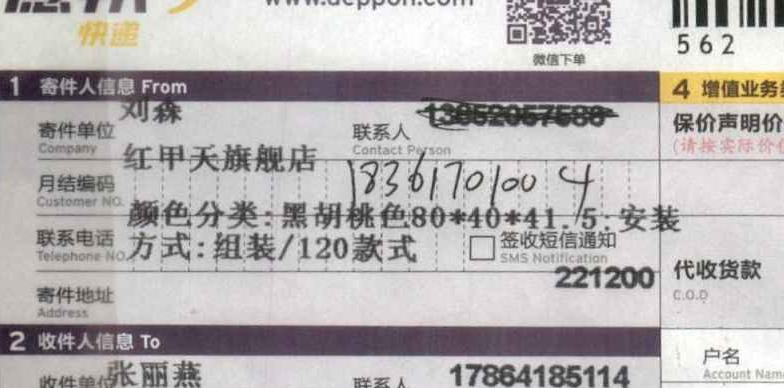 www.deppon.com
快递
微信下单
562
1 寄件人信息 From
4 增值业务
刘森
寄件单位
Company
联系人
Contact Person
保价声明价
(请按实际价
红甲天旗舰店
月结编码
Customer NO.
18361701004
颜色分类:黑胡桃色80*40*41.5;安装
联系电话
Telephone NO.
方式:组装/120款式
签收短信通知
SMS Notification
221200
代收货款
C.O.D
寄件地址
Address
2 收件人信息 To
户名
Account Name
收件单位
张丽燕
联系人
17864185114